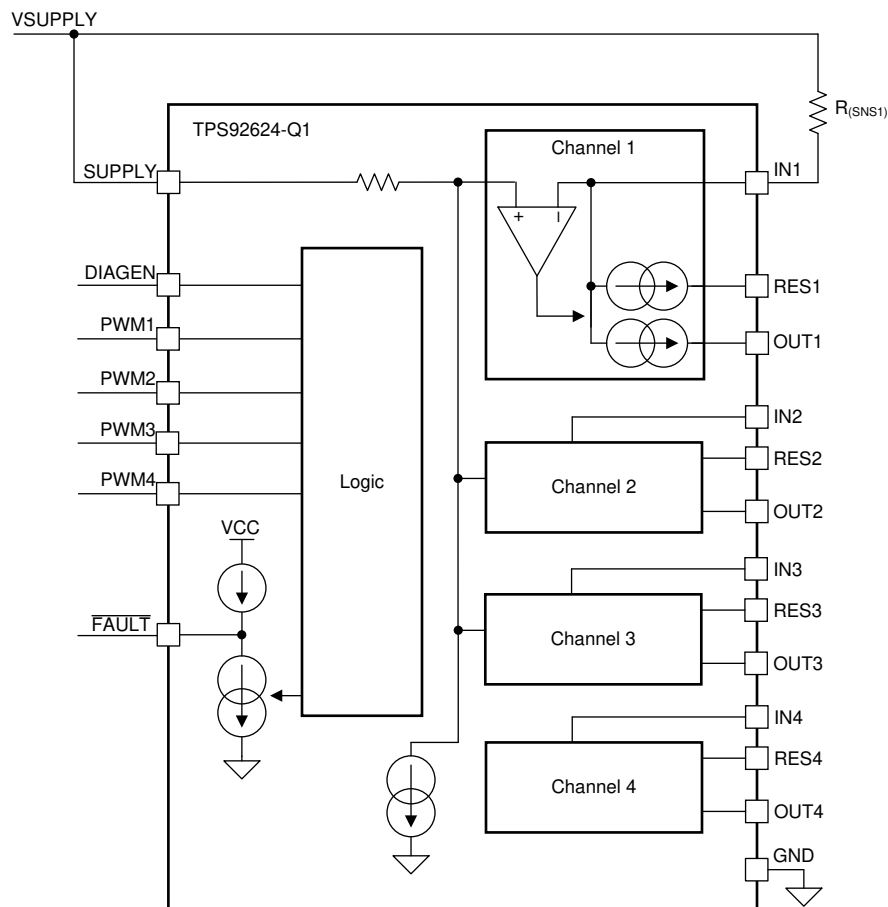 VSUPPLY
R(SNS1)
TPS92624-Q1
Channel 1
SUPPLY
IN1
+
–
DIAGEN
RES1
PWM1
OUT1
PWM2
IN2
PWM3
RES2
PWM4
Logic
Channel 2
OUT2
VCC
IN3
FAULT
RES3
Channel 3
OUT3
IN4
RES4
Channel 4
OUT4
GND